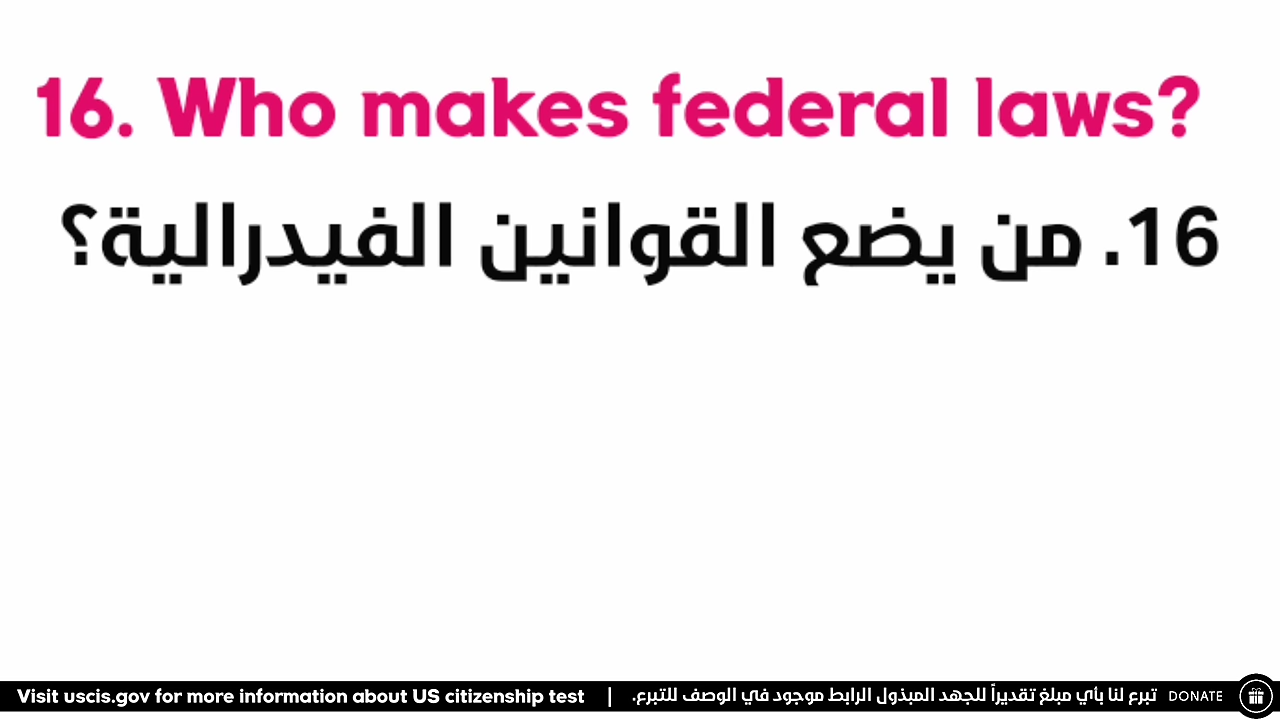 16. Who makes federal laws?
16. من يضع القوانين الفيدرالية؟
Visit uscis.gov for more information about US citizenship test | تبرع لنا بأي مبلغ تقديراً للجهد المبذول الرابط موجود في الوصف للتبرع. DONATE